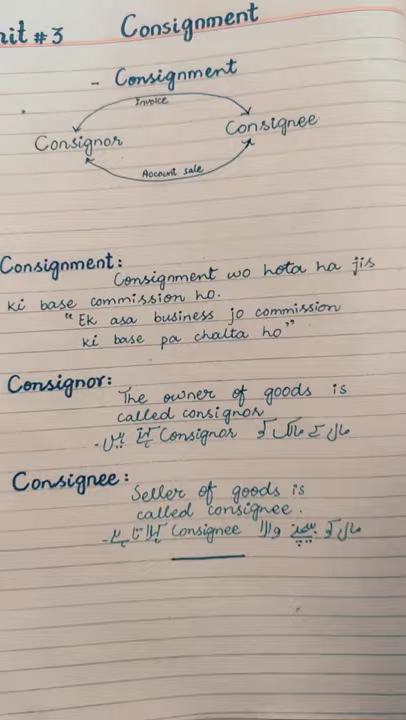 nit # 3 Consignment
- Consignment
Invoice
Consignor Consignee
Account sale
Consignment:
Consignment wo hota ha jis
ki base commission ho.
"Ek asa business jo commission
ki base pa chalta ho"
Consignor:
The owner of goods is
called consignor
مال کے مالک کو Consignor کہتے ہیں۔
Consignee:
Seller of goods is
called consignee.
مال کو بیچنے والا Consignee کہلاتا ہے۔